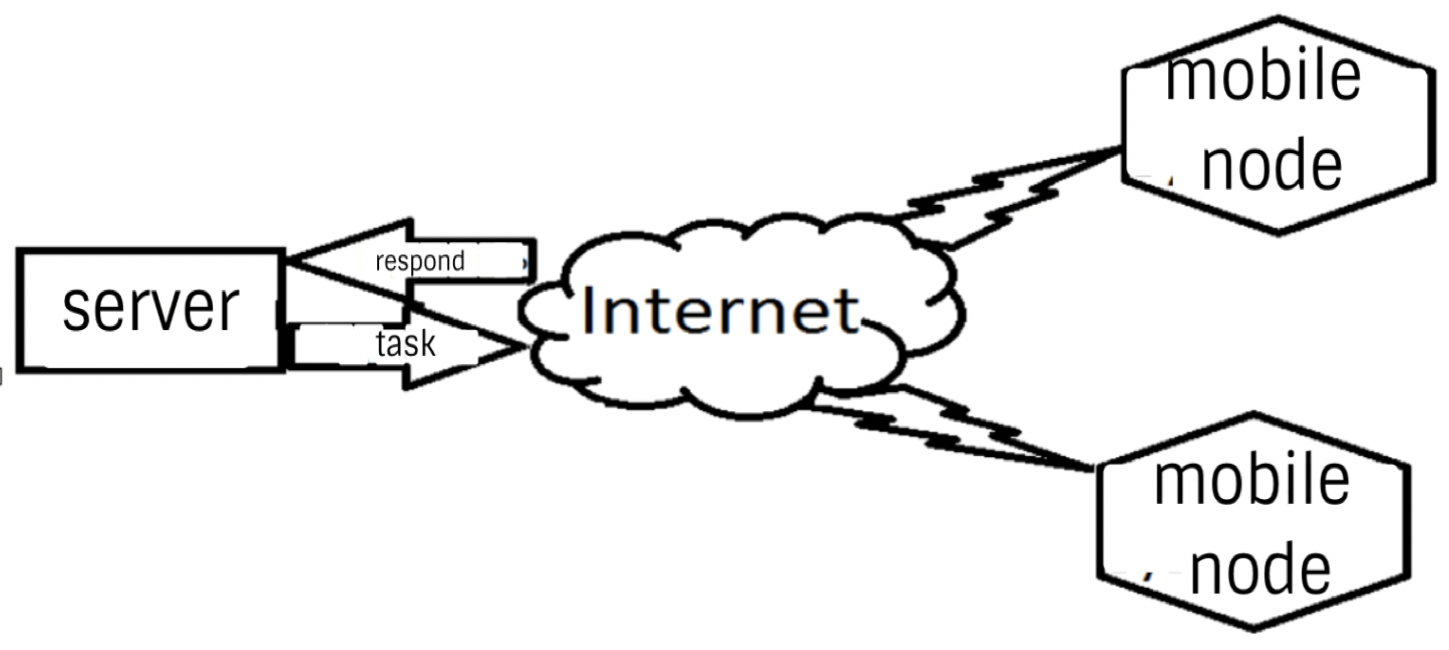 server
respond
task
Internet
mobile
node
mobile
node